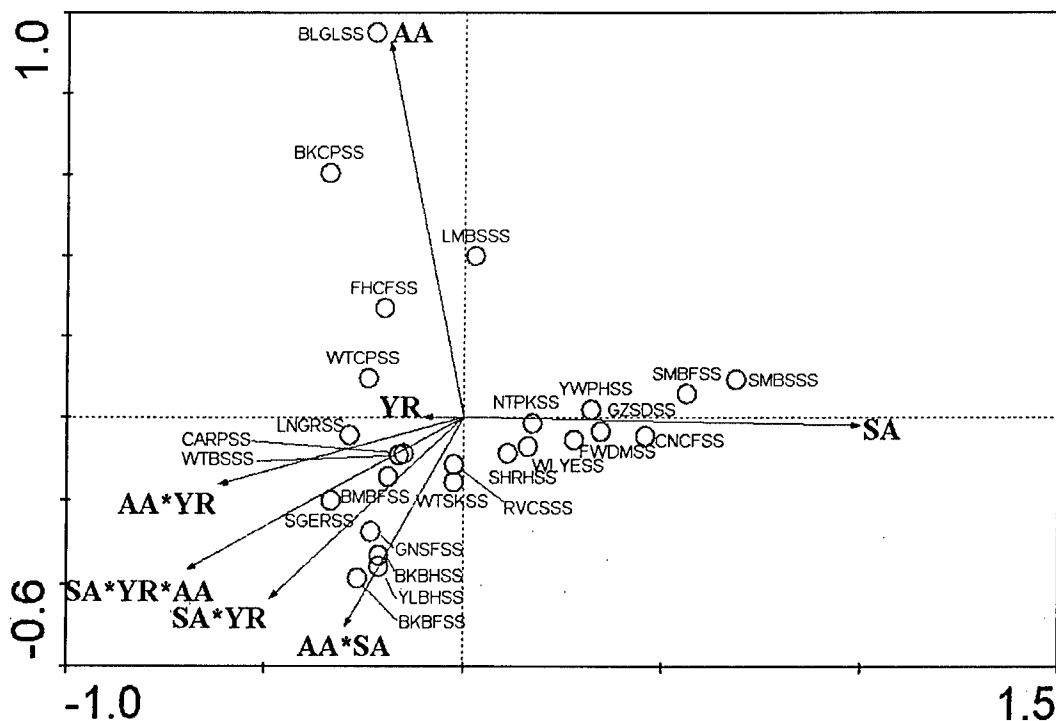 1.0
BLGLSS
AA
BKCPSS
LMBSSS
FHCFSS
WTCPSS
SMBFSS
SMBSSS
YWPHSS
NTPKSS
GZSDSS
YR
SA
LNGRSS
CARPSS
CNCFSS
FWDMSS
WTBSSS
WLYESS
SHRHSS
AA*YR
BMBFSS
WTSKSS
RVCSSS
SGERSS
GNSFSS
BKBHSS
SA*YR*AA
YLBHSS
SA*YR
BKBFSS
AA*SA
-0.6
-1.0
1.5